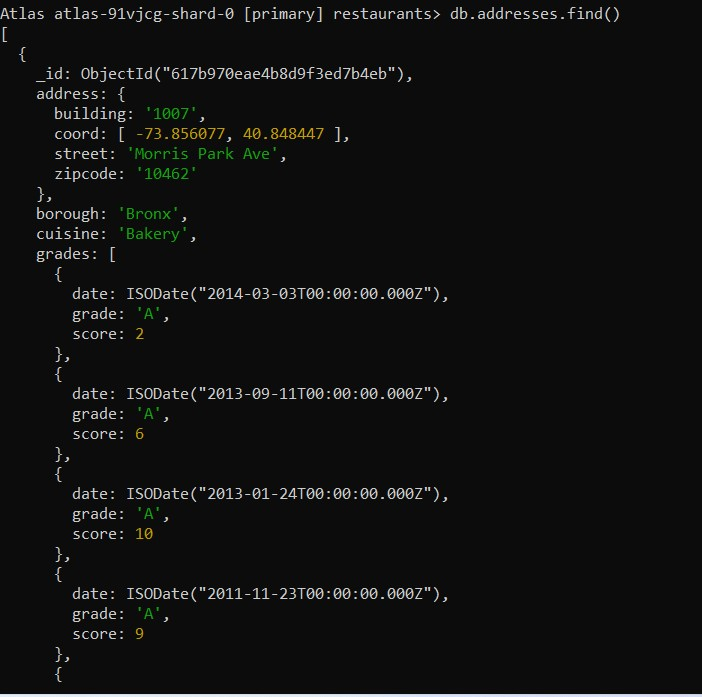 Atlas atlas-91vjcg-shard-0 [primary] restaurants> db.addresses.find()
[
  {
    _id: ObjectId("617b970eae4b8d9f3ed7b4eb"),
    address: {
      building: '1007',
      coord: [ -73.856077, 40.848447 ],
      street: 'Morris Park Ave',
      zipcode: '10462'
    },
    borough: 'Bronx',
    cuisine: 'Bakery',
    grades: [
      {
        date: ISODate("2014-03-03T00:00:00.000Z"),
        grade: 'A',
        score: 2
      },
      {
        date: ISODate("2013-09-11T00:00:00.000Z"),
        grade: 'A',
        score: 6
      },
      {
        date: ISODate("2013-01-24T00:00:00.000Z"),
        grade: 'A',
        score: 10
      },
      {
        date: ISODate("2011-11-23T00:00:00.000Z"),
        grade: 'A',
        score: 9
      },
      {